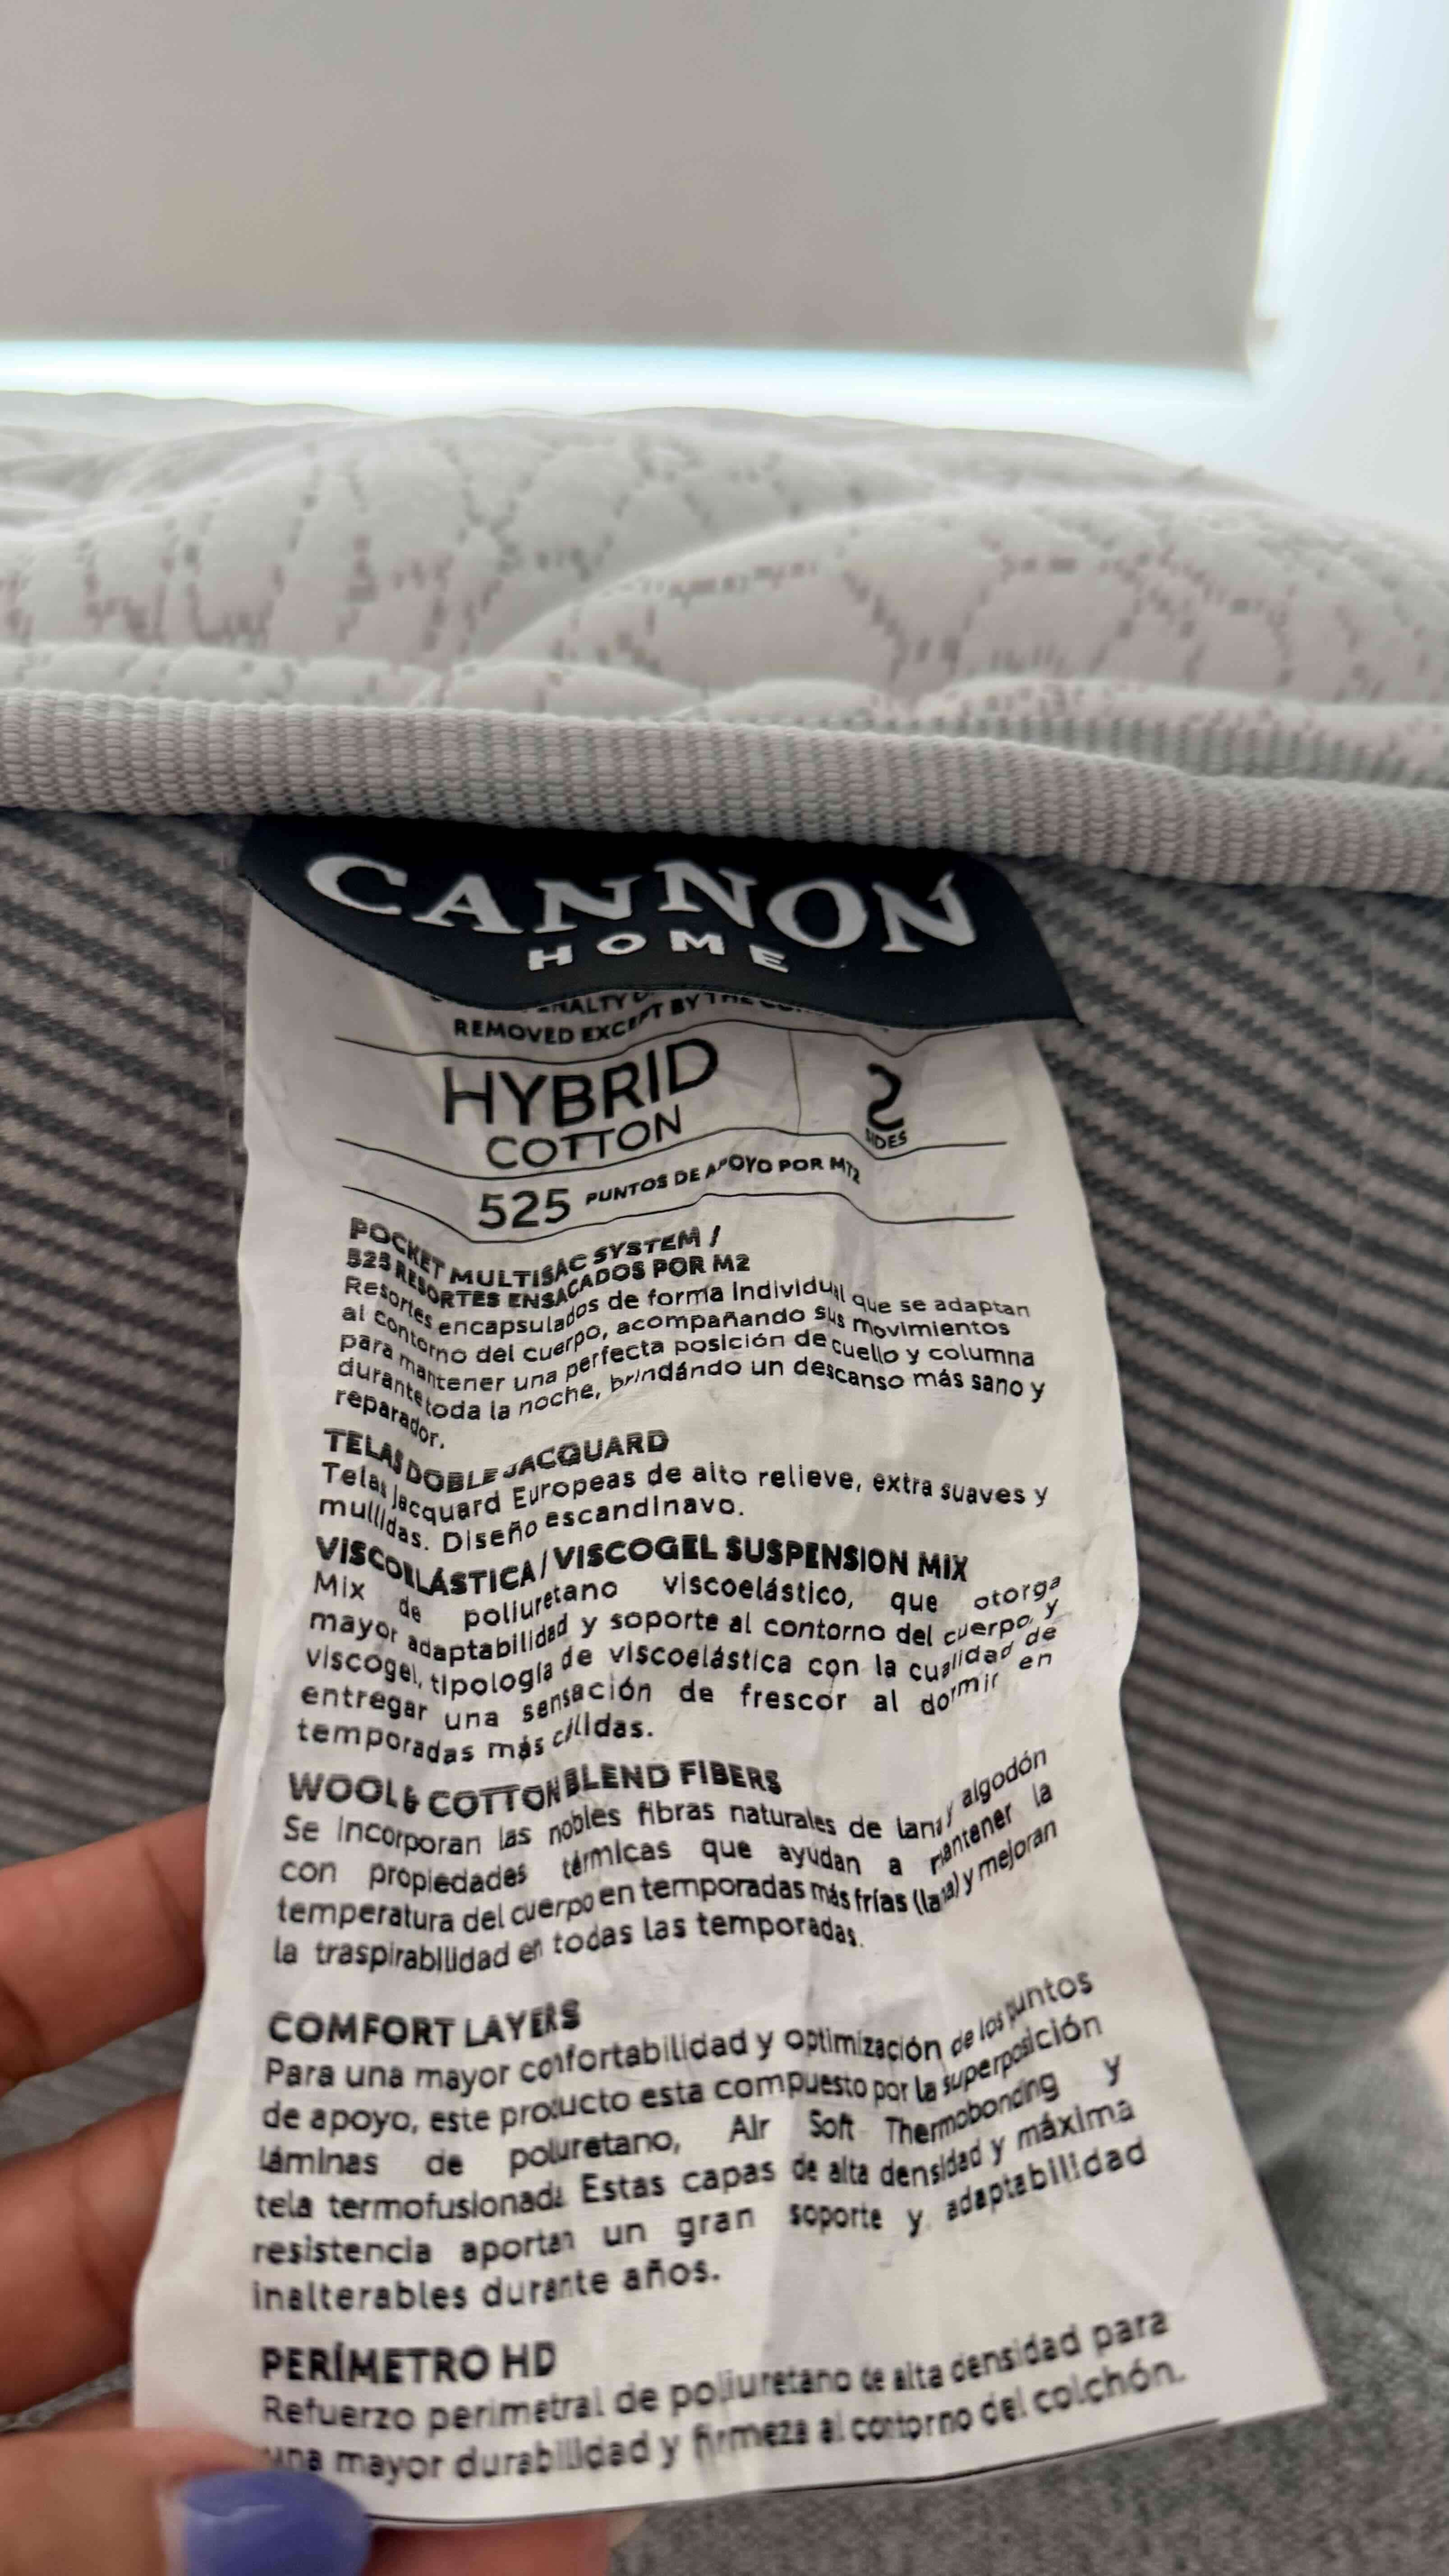 CANNON
HOME
REMOVED EXCEPT BY THE
HYBRID
COTTON
2
SIDES
525 PUNTOS DE APOYO POR MT2
POCKET MULTISAC SYSTEM /
525 RESORTES ENSACADOS POR M2
Resortes encapsulados de forma individual que se adaptan
al contorno del cuerpo, acompañando sus movimientos
para mantener una perfecta posición de cuello y columna
durante toda la noche, brindándo un descanso más sano y
reparador.
TELAS DOBLE JACQUARD
Telas Jacquard Europeas de alto relieve, extra suaves y
mullidas. Diseño escandinavo.
VISCOELÁSTICA / VISCOGEL SUSPENSION MIX
Mix de poliuretano viscoelástico, que otorga
mayor adaptabilidad y soporte al contorno del cuerpo, y
viscogel, tipología de viscoelástica con la cualidad de
entregar una sensación de frescor al dormir en
temporadas más cálidas.
WOOL & COTTON BLEND FIBERS
Se incorporan las nobles fibras naturales de lana y algodón
con propiedades térmicas que ayudan a mantener la
temperatura del cuerpo en temporadas más frías (lana) y mejoran
la traspirabilidad en todas las temporadas.
COMFORT LAYERS
Para una mayor confortabilidad y optimización de los puntos
de apoyo, este producto esta compuesto por la superposición
láminas de poliuretano, Air Soft Thermobonding y
tela termofusionada. Estas capas de alta densidad y máxima
resistencia aportan un gran soporte y adaptabilidad
inalterables durante años.
PERÍMETRO HD
Refuerzo perimetral de poliuretano de alta densidad para
una mayor durabilidad y firmeza al contorno del colchón.